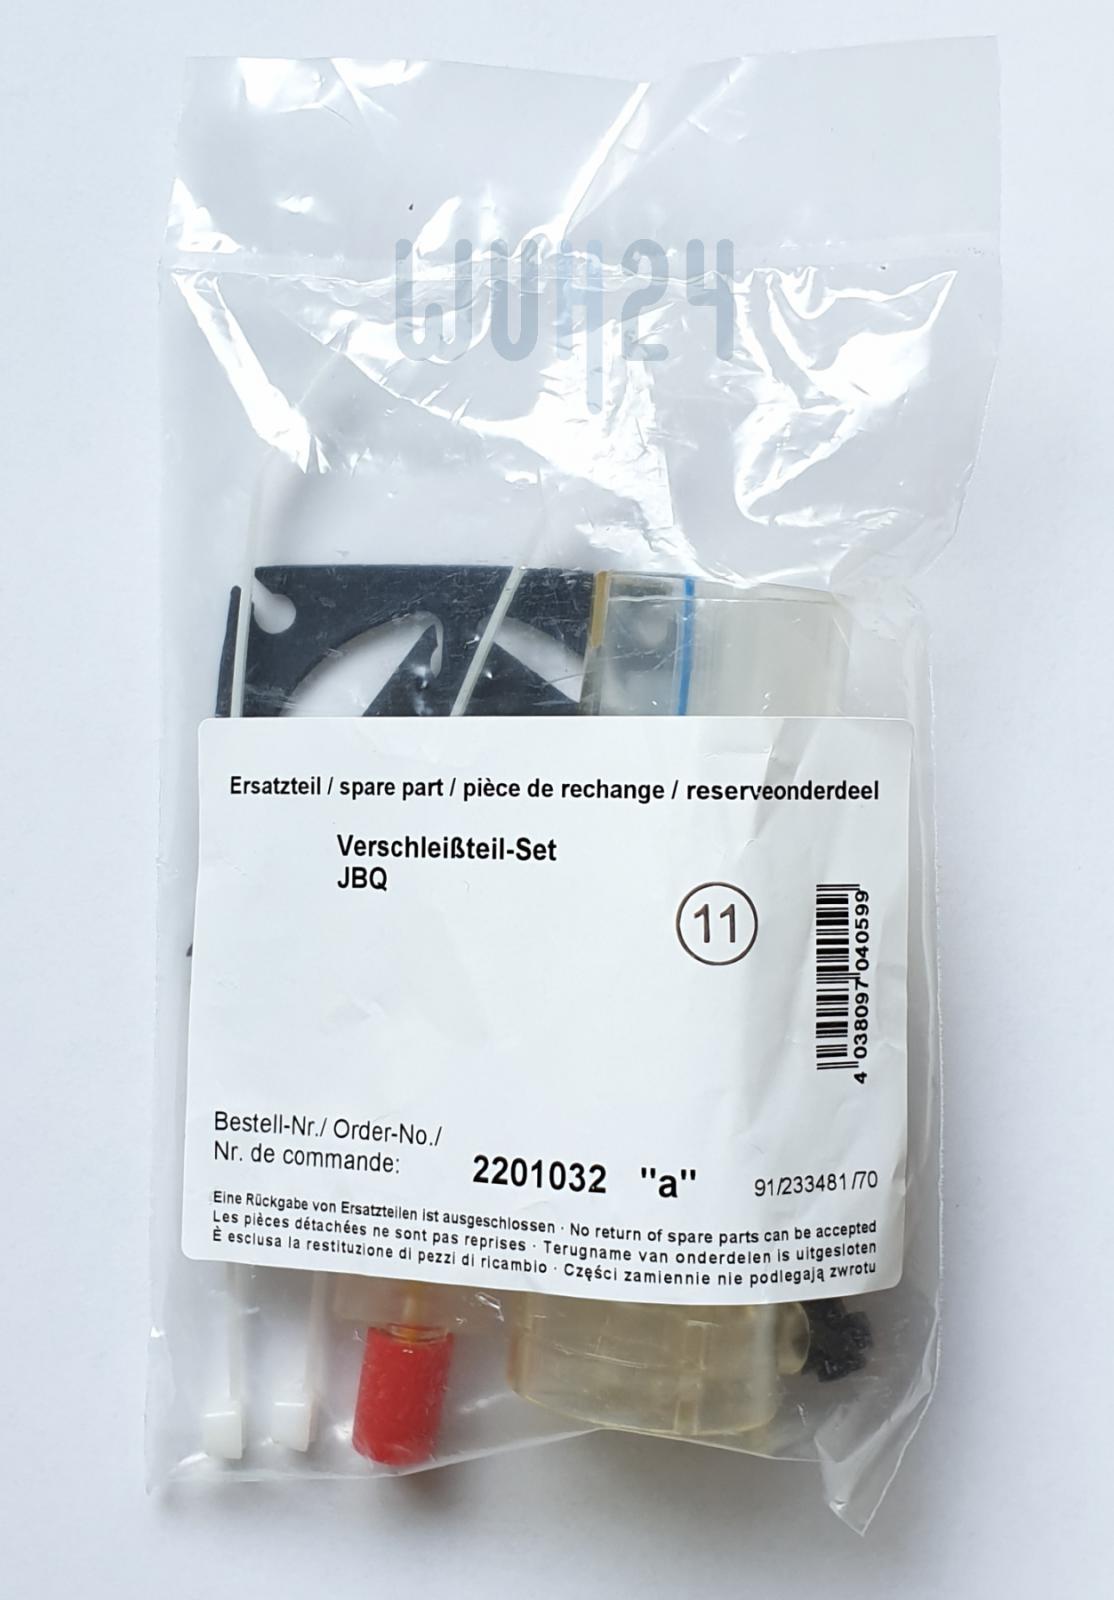 WVH24
Ersatzteil / spare part / pièce de rechange / reserveonderdeel
Verschleißteil-Set
JBQ
11
4 038097 040599
Bestell-Nr./ Order-No./
Nr. de commande:
2201032 "a"
91/233481/70
Eine Rückgabe von Ersatzteilen ist ausgeschlossen · No return of spare parts can be accepted
Les pièces détachées ne sont pas reprises · Terugname van onderdelen is uitgesloten
È esclusa la restituzione di pezzi di ricambio · Części zamiennie nie podlegają zwrotu